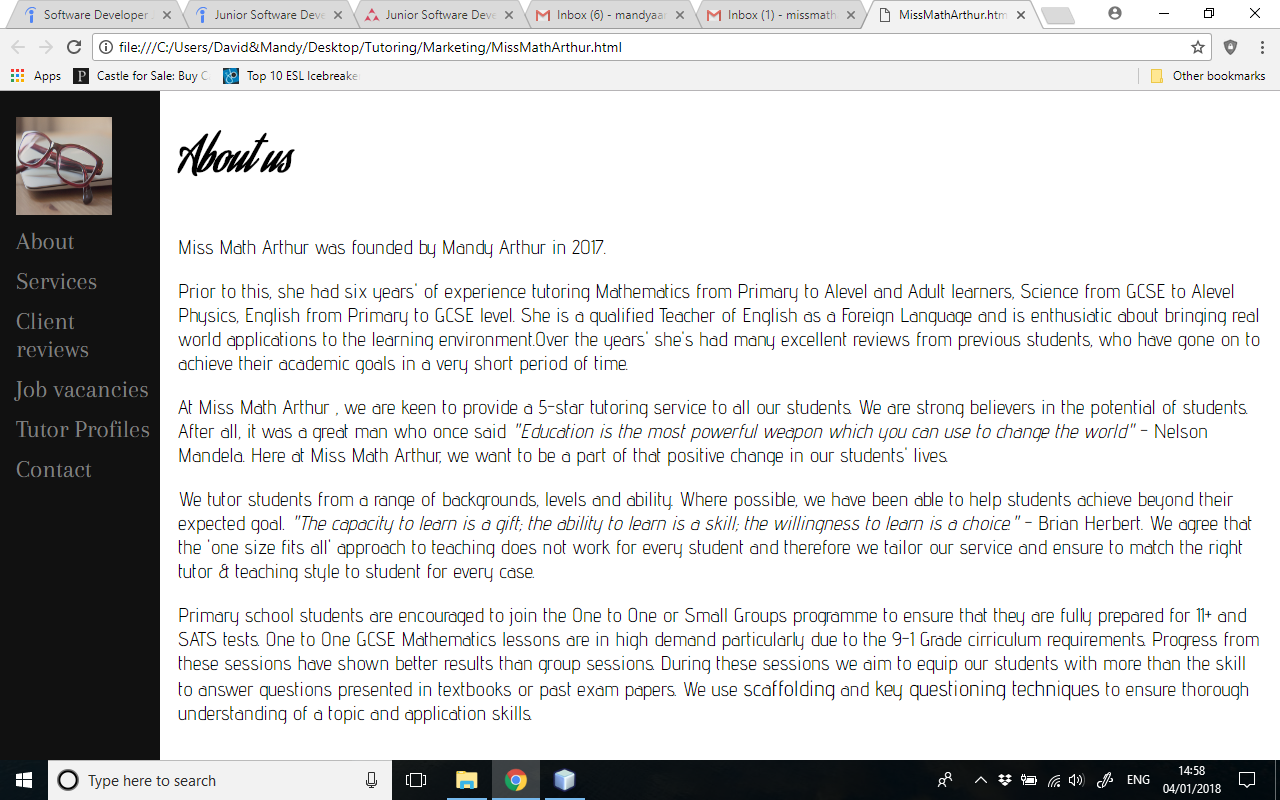 Software Developer
Junior Software Deve
Junior Software Deve
Inbox (6) - mandyaar
Inbox (1) - missmath
MissMathArthur.htm
file:///C:/Users/David&Mandy/Desktop/Tutoring/Marketing/MissMathArthur.html
Apps
Castle for Sale: Buy C
Top 10 ESL Icebreake
Other bookmarks
About
Services
Client
reviews
Job vacancies
Tutor Profiles
Contact
About us
Miss Math Arthur was founded by Mandy Arthur in 2017.
Prior to this, she had six years' of experience tutoring Mathematics from Primary to Alevel and Adult learners, Science from GCSE to Alevel
Physics, English from Primary to GCSE level. She is a qualified Teacher of English as a Foreign Language and is enthusiatic about bringing real
world applications to the learning environment.Over the years' she's had many excellent reviews from previous students, who have gone on to
achieve their academic goals in a very short period of time.
At Miss Math Arthur , we are keen to provide a 5-star tutoring service to all our students. We are strong believers in the potential of students.
After all, it was a great man who once said "Education is the most powerful weapon which you can use to change the world" - Nelson
Mandela. Here at Miss Math Arthur, we want to be a part of that positive change in our students' lives.
We tutor students from a range of backgrounds, levels and ability. Where possible, we have been able to help students achieve beyond their
expected goal. "The capacity to learn is a gift; the ability to learn is a skill; the willingness to learn is a choice." - Brian Herbert. We agree that
the 'one size fits all' approach to teaching does not work for every student and therefore we tailor our service and ensure to match the right
tutor & teaching style to student for every case.
Primary school students are encouraged to join the One to One or Small Groups programme to ensure that they are fully prepared for 11+ and
SATS tests. One to One GCSE Mathematics lessons are in high demand particularly due to the 9-1 Grade cirriculum requirements. Progress from
these sessions have shown better results than group sessions. During these sessions we aim to equip our students with more than the skill
to answer questions presented in textbooks or past exam papers. We use scaffolding and key questioning techniques to ensure thorough
understanding of a topic and application skills.
Type here to search
ENG
14:58
04/01/2018